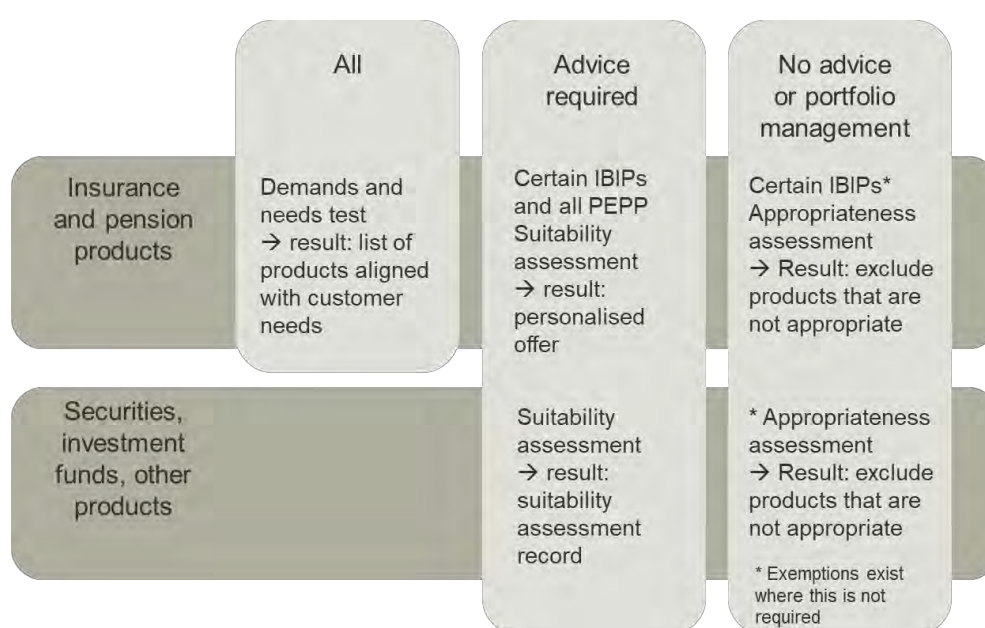 All
Advice
required
No advice
or portfolio
management
Insurance
and pension
products
Demands and
needs test
→ result: list of
products aligned
with customer
needs
Certain IBIPs
and all PEPP
Suitability
assessment
→ result:
personalised
offer
Certain IBIPs*
Appropriateness
assessment
→ Result: exclude
products that are
not appropriate
Securities,
investment
funds, other
products
Suitability
assessment
→ result:
suitability
assessment
record
* Appropriateness
assessment
→ Result: exclude
products that are
not appropriate
* Exemptions exist
where this is not
required